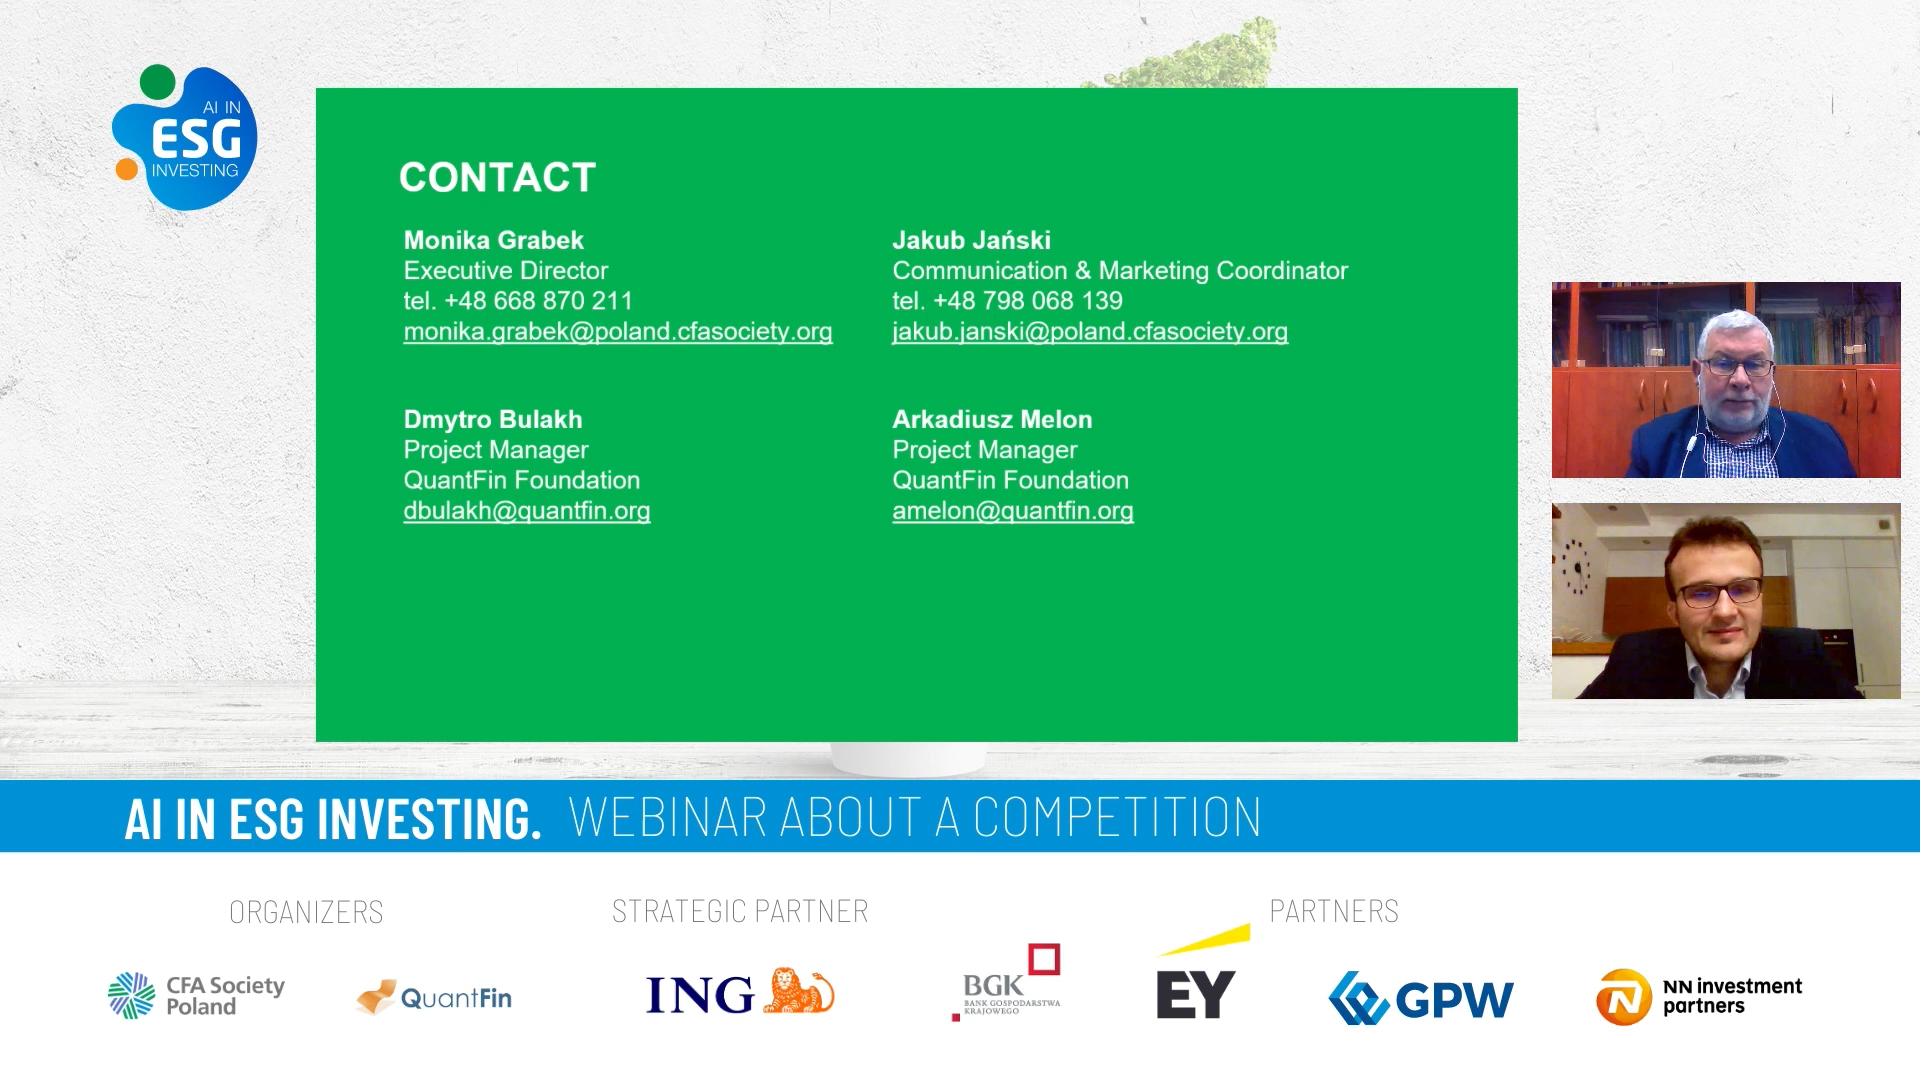 AI IN
ESG
INVESTING
CONTACT
Monika Grabek
Executive Director
tel. +48 668 870 211
monika.grabek@poland.cfasociety.org
Jakub Jański
Communication & Marketing Coordinator
tel. +48 798 068 139
jakub.janski@poland.cfasociety.org
Dmytro Bulakh
Project Manager
QuantFin Foundation
dbulakh@quantfin.org
Arkadiusz Melon
Project Manager
QuantFin Foundation
amelon@quantfin.org
AI IN ESG INVESTING. WEBINAR ABOUT A COMPETITION
ORGANIZERS
CFA Society
Poland
QuantFin
STRATEGIC PARTNER
ING
PARTNERS
BGK
BANK GOSPODARSTWA
KRAJOWEGO
EY
GPW
N
NN investment
partners